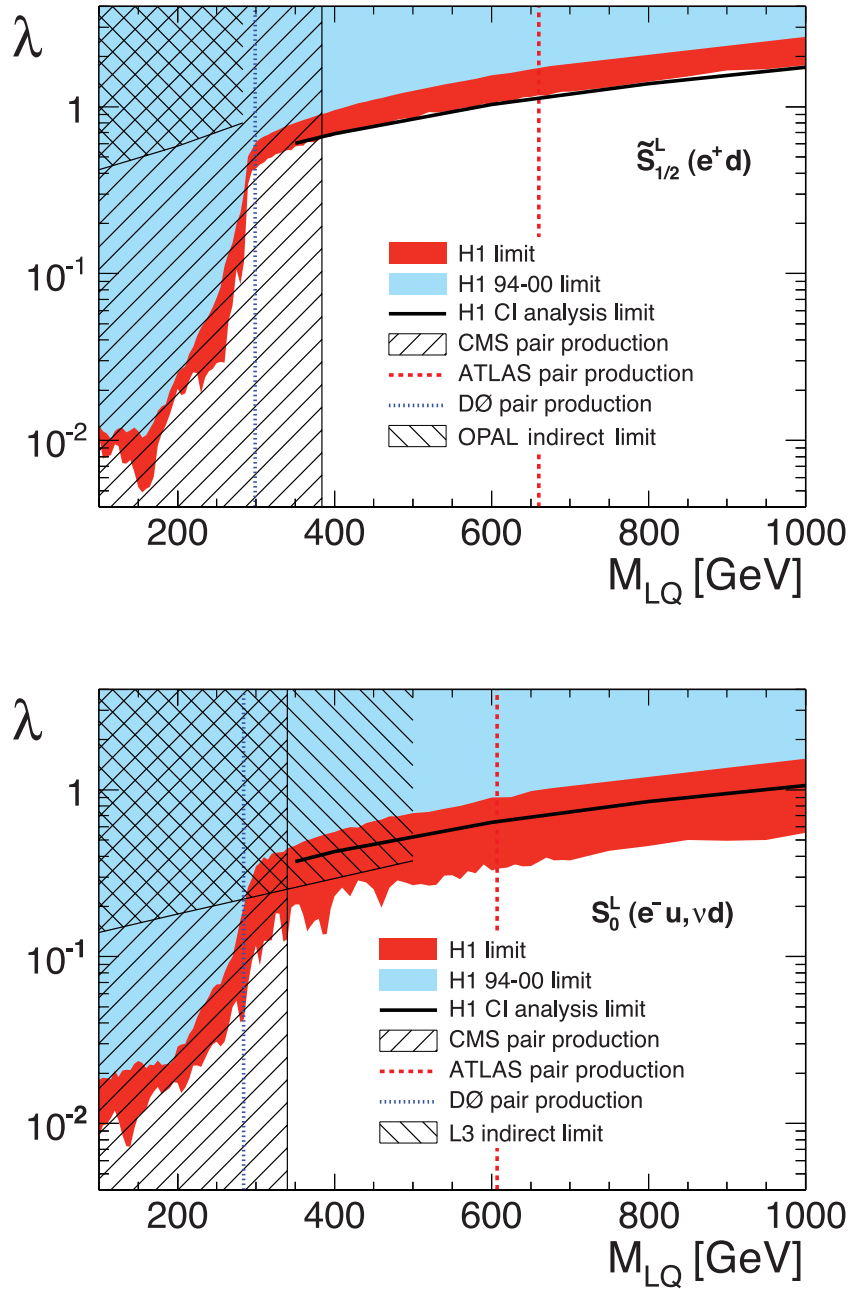 λ
1
10⁻¹
10⁻²
S̃ᴸ₁/₂ (e⁺d)
H1 limit
H1 94-00 limit
H1 CI analysis limit
CMS pair production
ATLAS pair production
DØ pair production
OPAL indirect limit
200 400 600 800 1000
M_LQ [GeV]
λ
1
10⁻¹
10⁻²
S₀ᴸ (e⁻u, νd)
H1 limit
H1 94-00 limit
H1 CI analysis limit
CMS pair production
ATLAS pair production
DØ pair production
L3 indirect limit
200 400 600 800 1000
M_LQ [GeV]